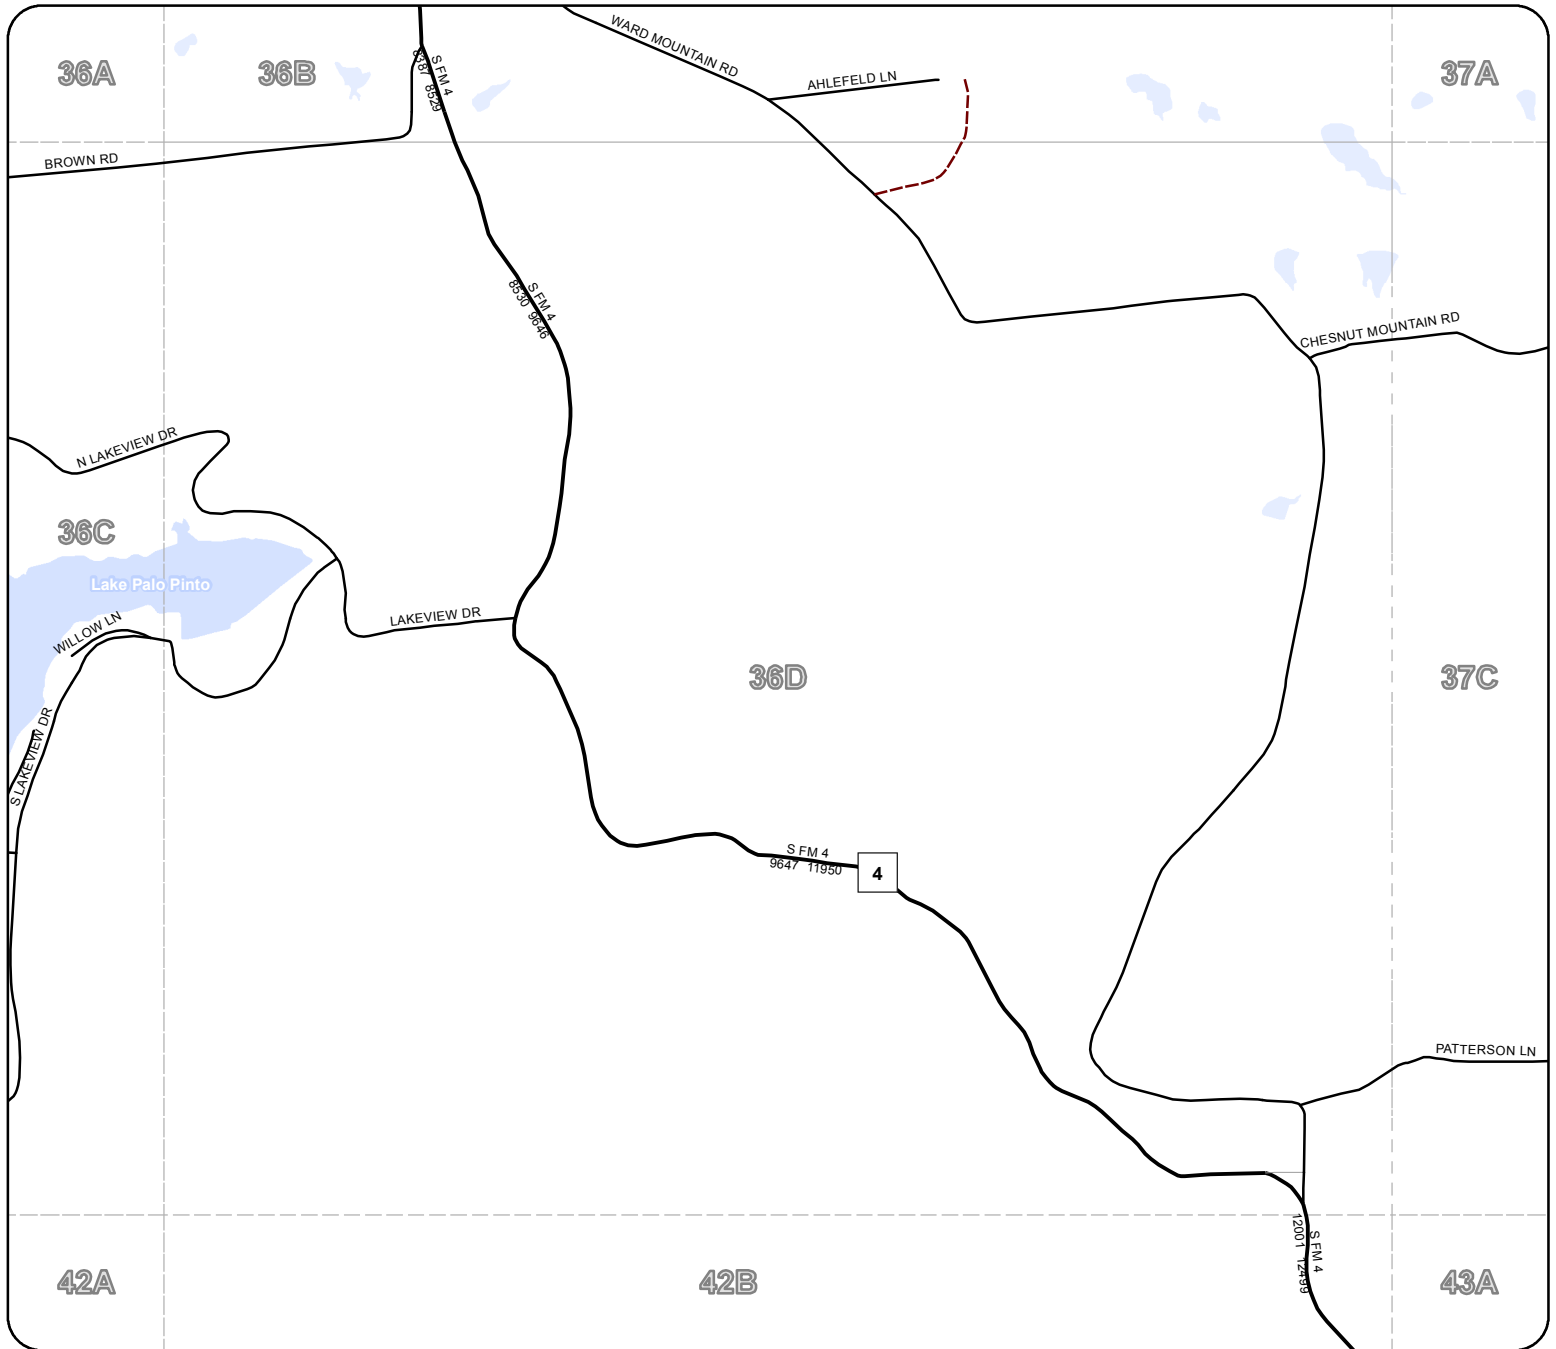 WARD MOUNTAIN RD
36A
36B
S FM 4
8387 8529
AHLEFELD LN
37A
BROWN RD
S FM 4
8530 9646
CHESNUT MOUNTAIN RD
N LAKEVIEW DR
36C
Lake Palo Pinto
WILLOW LN
LAKEVIEW DR
36D
37C
S LAKEVIEW DR
S FM 4
9647 11950
4
PATTERSON LN
S FM 4
12001 12499
42A
42B
43A